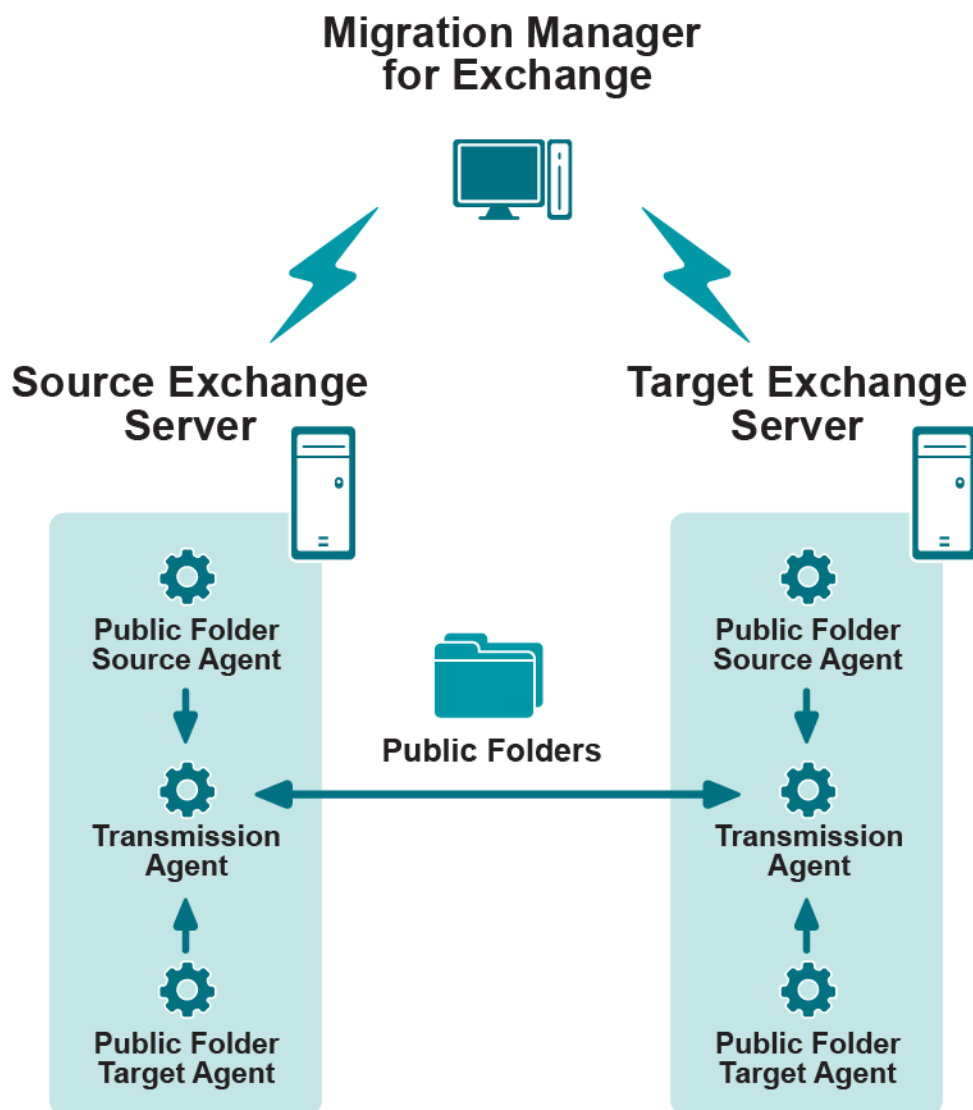 Migration Manager
for Exchange
Source Exchange
Server
Target Exchange
Server
Public Folder
Source Agent
Public Folder
Source Agent
Public Folders
Transmission
Agent
Transmission
Agent
Public Folder
Target Agent
Public Folder
Target Agent